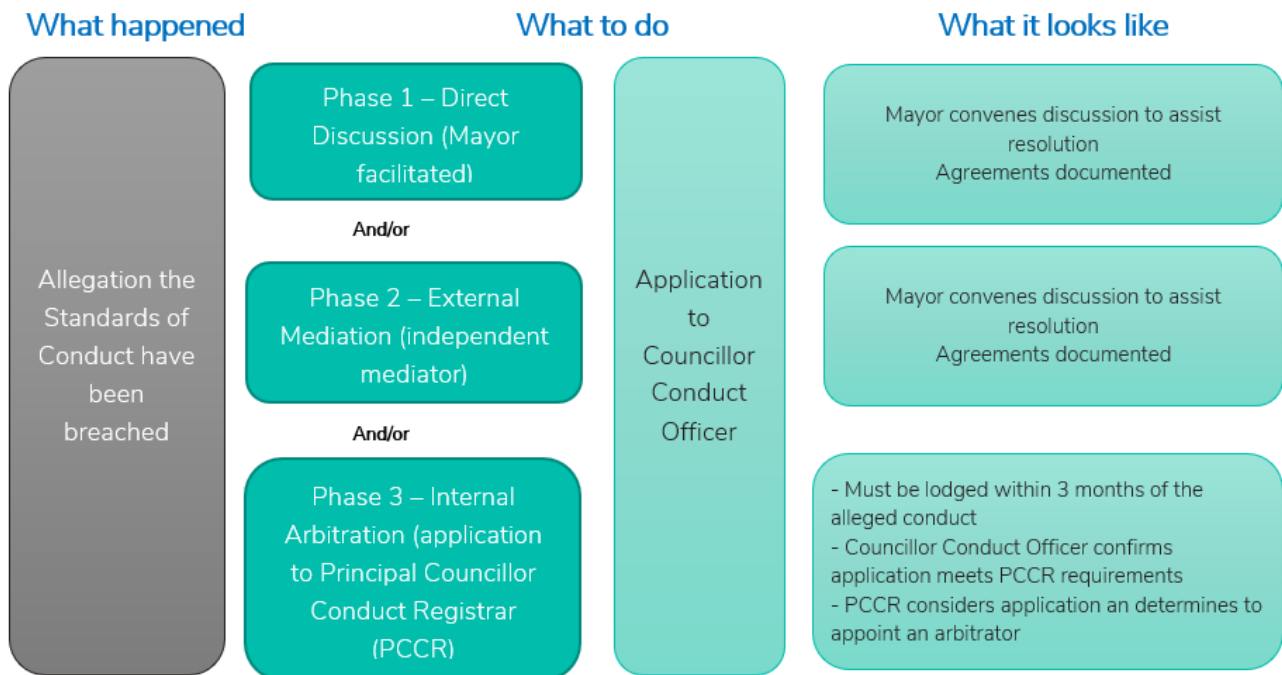 What happened
What to do
What it looks like
Allegation the
Standards of
Conduct have
been
breached
Phase 1 – Direct
Discussion (Mayor
facilitated)
And/or
Phase 2 – External
Mediation (independent
mediator)
And/or
Phase 3 – Internal
Arbitration (application
to Principal Councillor
Conduct Registrar
(PCCR)
Application
to
Councillor
Conduct
Officer
Mayor convenes discussion to assist
resolution
Agreements documented
Mayor convenes discussion to assist
resolution
Agreements documented
- Must be lodged within 3 months of the
alleged conduct
- Councillor Conduct Officer confirms
application meets PCCR requirements
- PCCR considers application an determines to
appoint an arbitrator